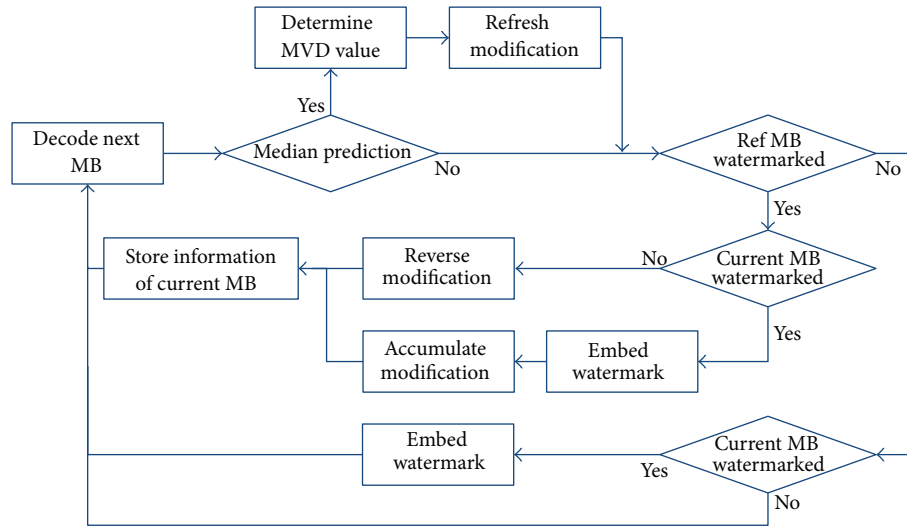 Determine
MVD value
Refresh
modification
Yes
Decode next
MB
Median prediction
No
Ref MB
watermarked
No
Yes
Store information
of current MB
Reverse
modification
No
Current MB
watermarked
Yes
Accumulate
modification
Embed
watermark
Embed
watermark
Yes
Current MB
watermarked
No